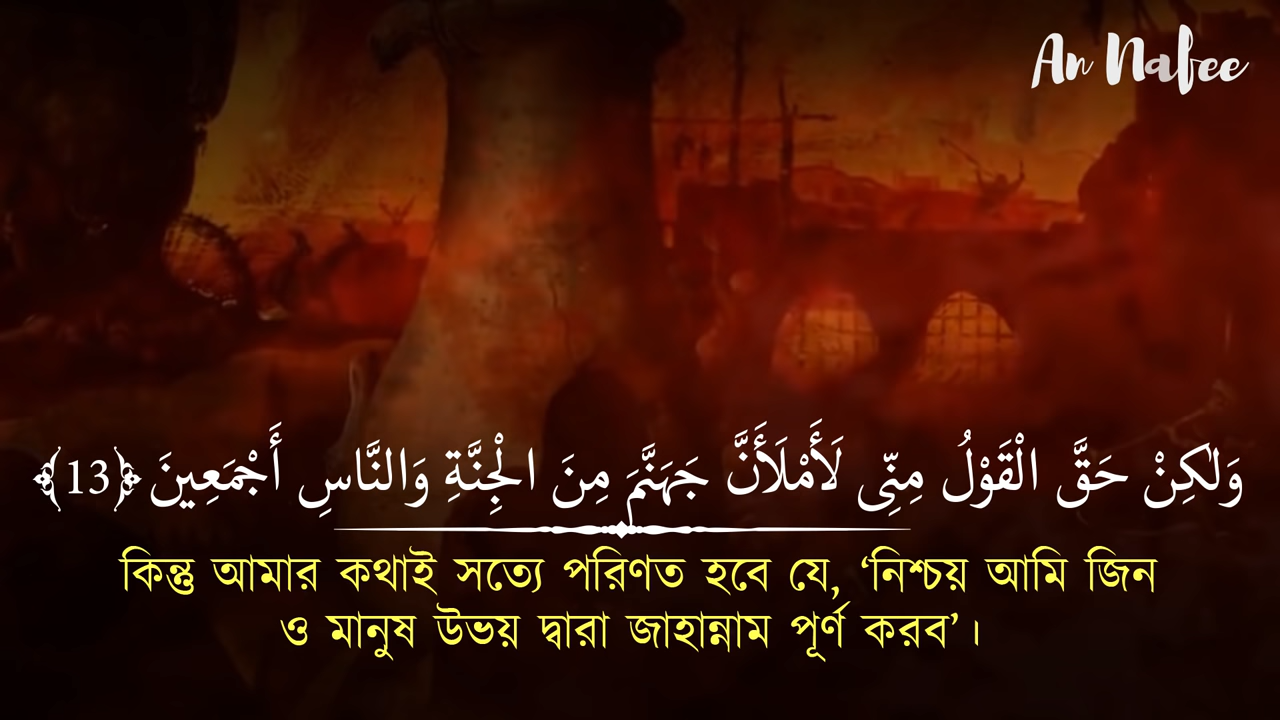 An Nafee
وَلٰكِنْ حَقَّ الْقَوْلُ مِنِّى لَأَمْلَأَنَّ جَهَنَّمَ مِنَ الْجِنَّةِ وَالنَّاسِ أَجْمَعِينَ ﴿13﴾
কিন্তু আমার কথাই সত্যে পরিণত হবে যে, ‘নিশ্চয় আমি জিন
ও মানুষ উভয় দ্বারা জাহান্নাম পূর্ণ করব’।